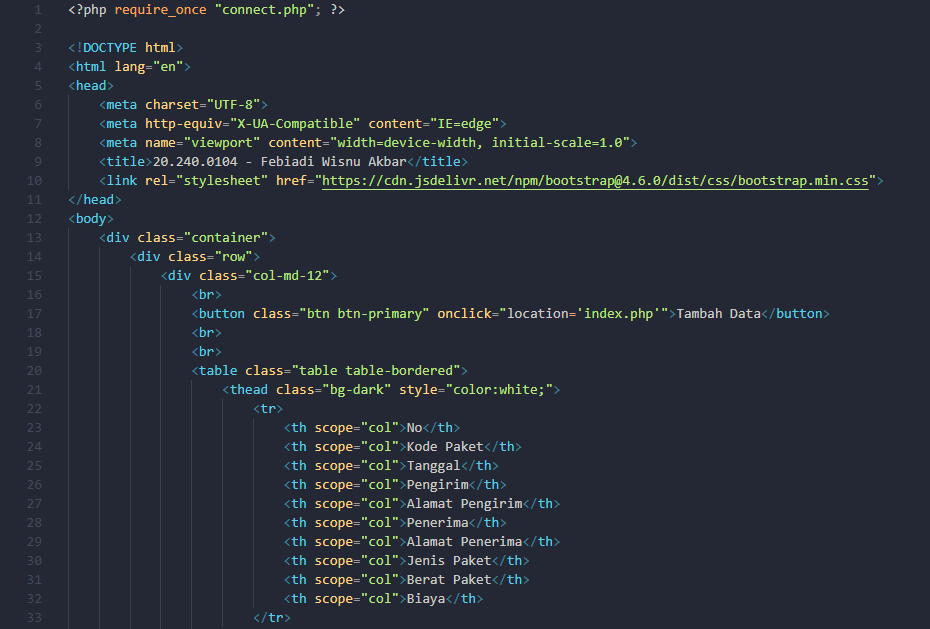 1 <?php require_once "connect.php"; ?>
2
3 <!DOCTYPE html>
4 <html lang="en">
5 <head>
6     <meta charset="UTF-8">
7     <meta http-equiv="X-UA-Compatible" content="IE=edge">
8     <meta name="viewport" content="width=device-width, initial-scale=1.0">
9     <title>20.240.0104 - Febiadi Wisnu Akbar</title>
10     <link rel="stylesheet" href="https://cdn.jsdelivr.net/npm/bootstrap@4.6.0/dist/css/bootstrap.min.css">
11 </head>
12 <body>
13     <div class="container">
14         <div class="row">
15             <div class="col-md-12">
16                 <br>
17                 <button class="btn btn-primary" onclick="location='index.php'">Tambah Data</button>
18                 <br>
19                 <br>
20                 <table class="table table-bordered">
21                     <thead class="bg-dark" style="color:white;">
22                         <tr>
23                             <th scope="col">No</th>
24                             <th scope="col">Kode Paket</th>
25                             <th scope="col">Tanggal</th>
26                             <th scope="col">Pengirim</th>
27                             <th scope="col">Alamat Pengirim</th>
28                             <th scope="col">Penerima</th>
29                             <th scope="col">Alamat Penerima</th>
30                             <th scope="col">Jenis Paket</th>
31                             <th scope="col">Berat Paket</th>
32                             <th scope="col">Biaya</th>
33                         </tr>